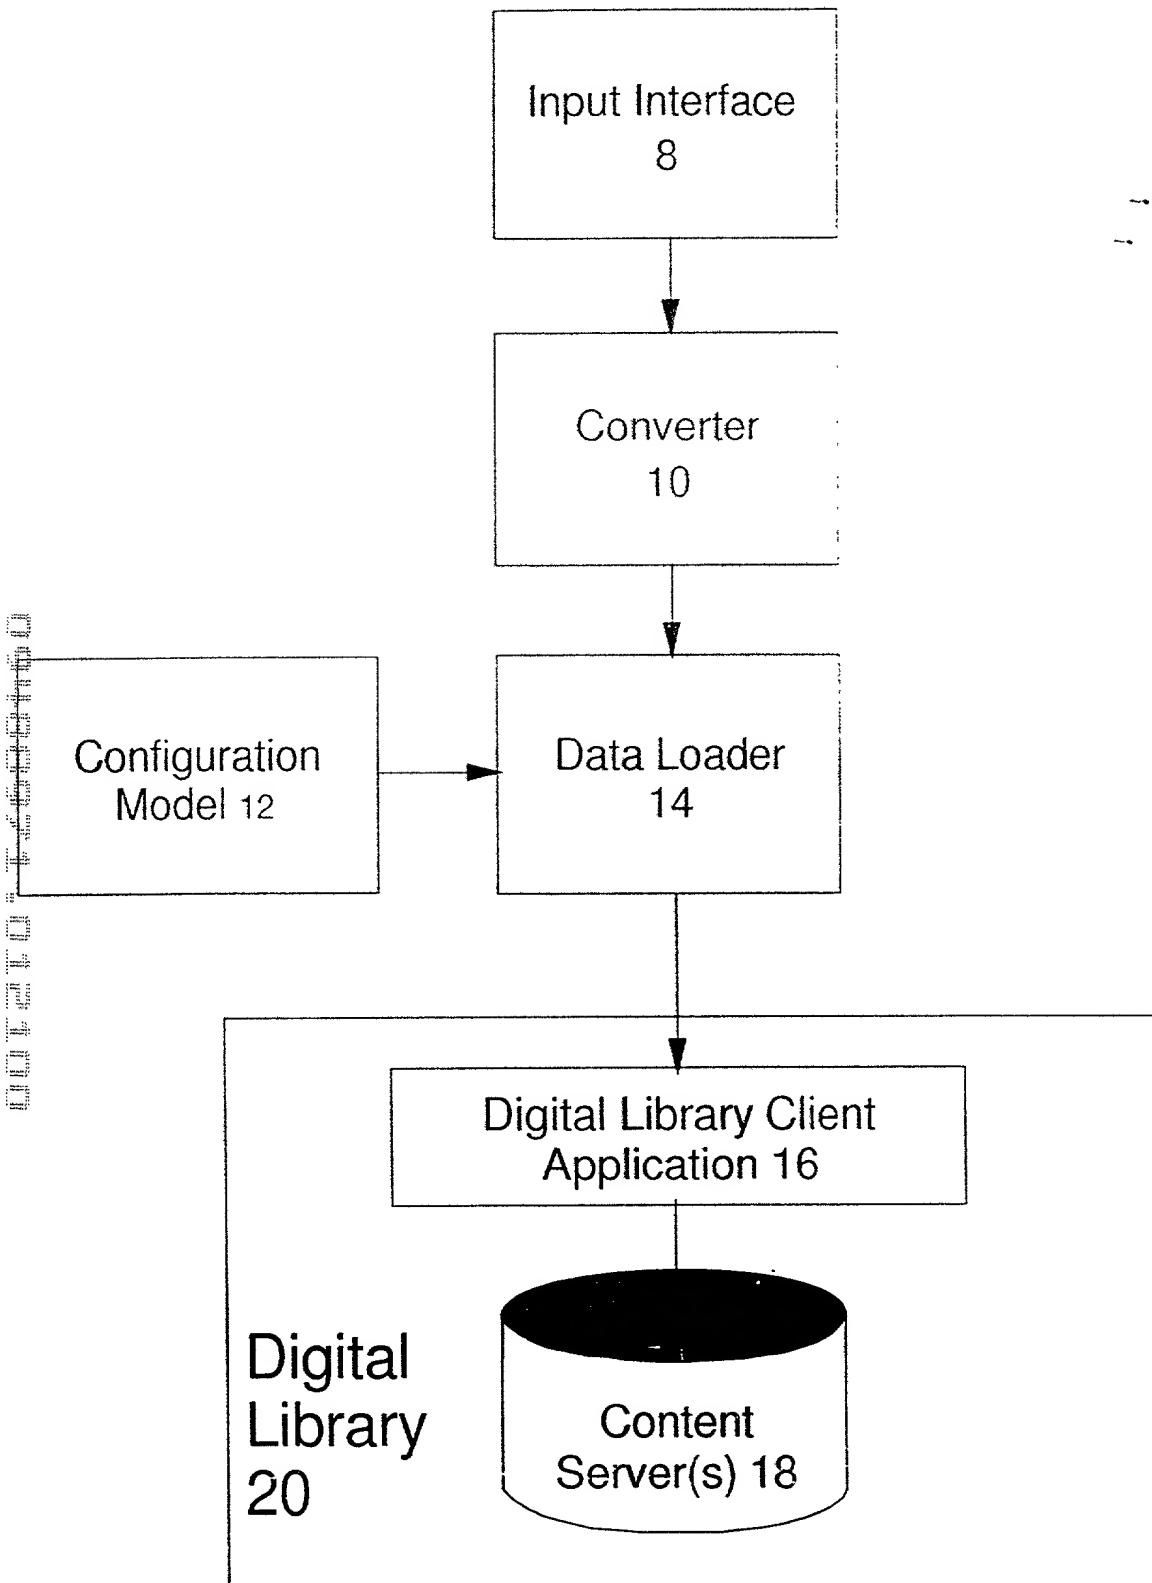 Input Interface
8
Converter
10
Configuration
Model 12
Data Loader
14
Digital Library Client
Application 16
Digital
Library
20
Content
Server(s) 18